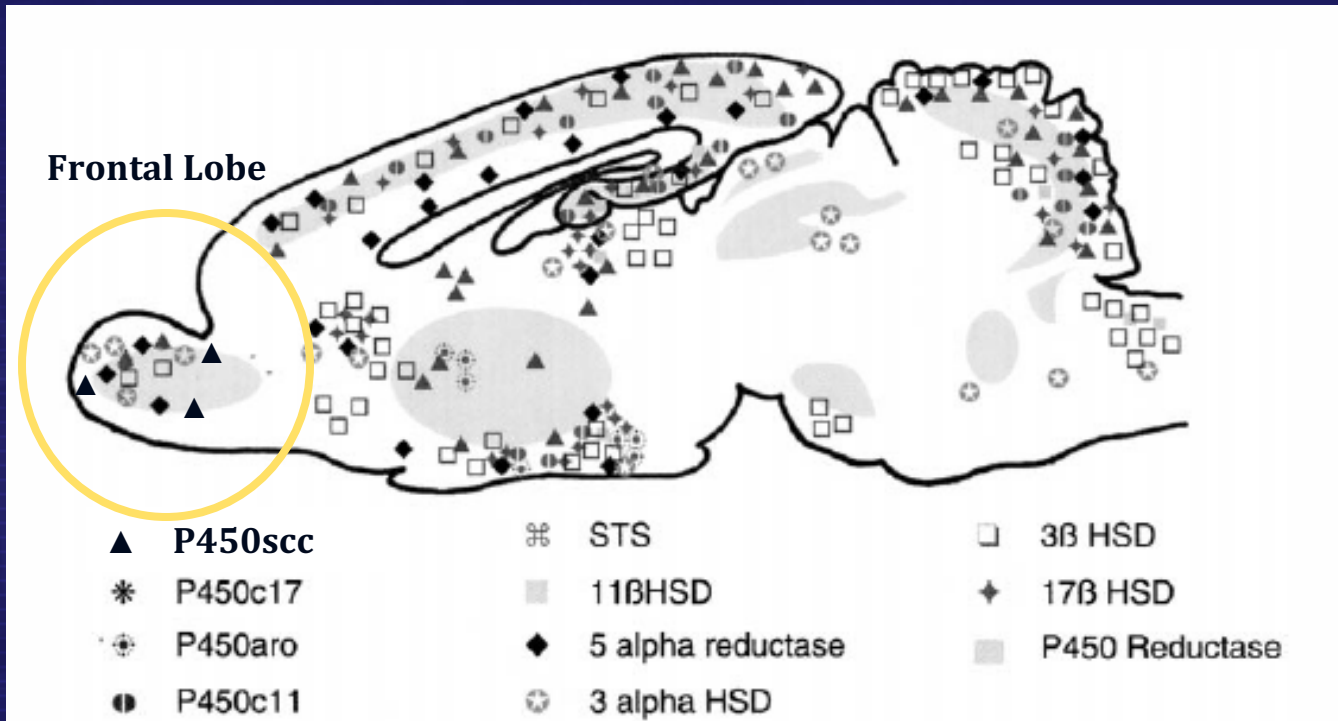 Frontal Lobe
P450scc
P450c17
P450aro
P450c11
STS
11ßHSD
5 alpha reductase
3 alpha HSD
3ß HSD
17ß HSD
P450 Reductase